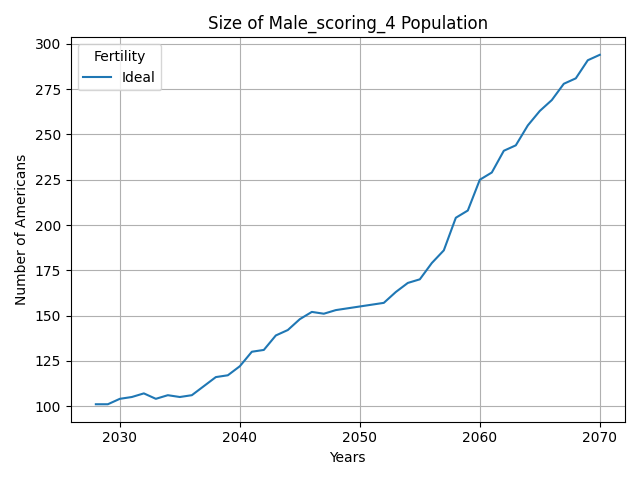 Size of Male_scoring_4 Population
Fertility
Ideal
Number of Americans
300
275
250
225
200
175
150
125
100
2030 2040 2050 2060 2070
Years